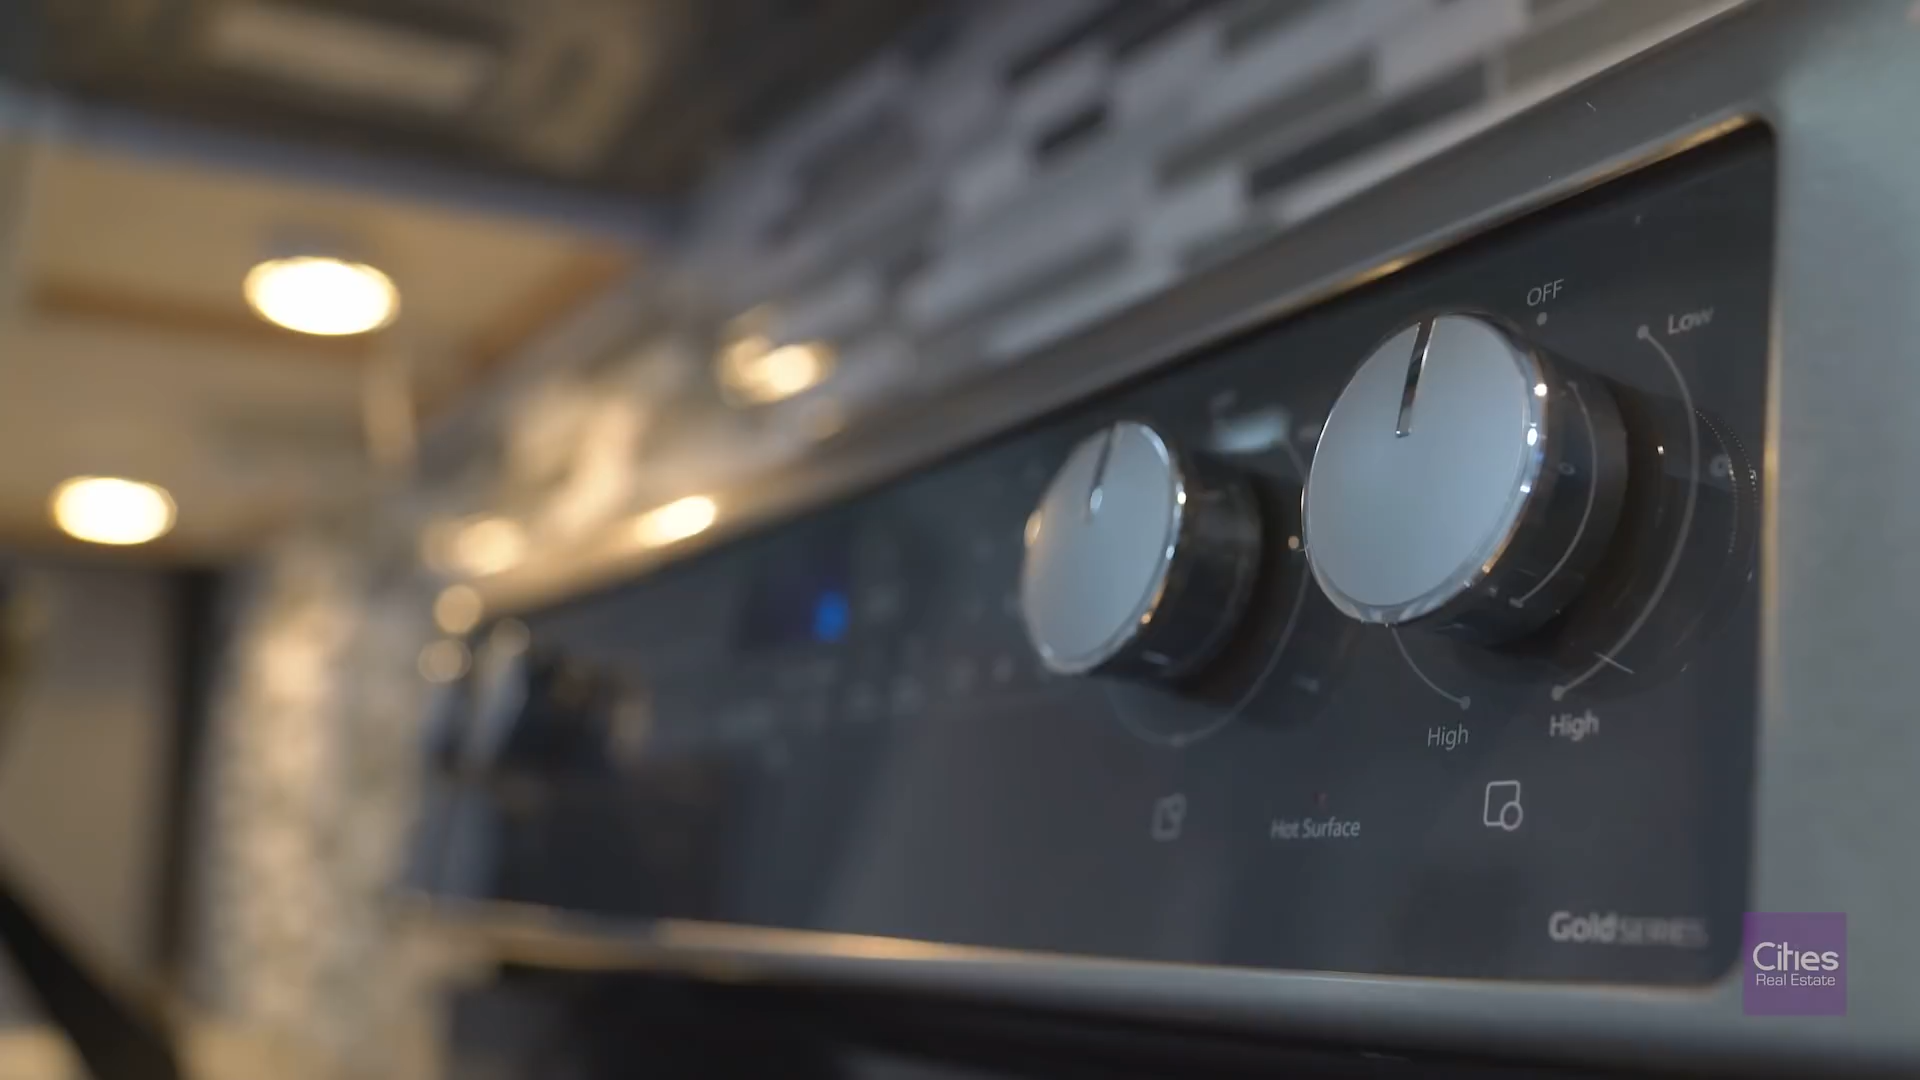 OFF
Low
High
High
Hot Surface
Gold SERIES
Cities
Real Estate